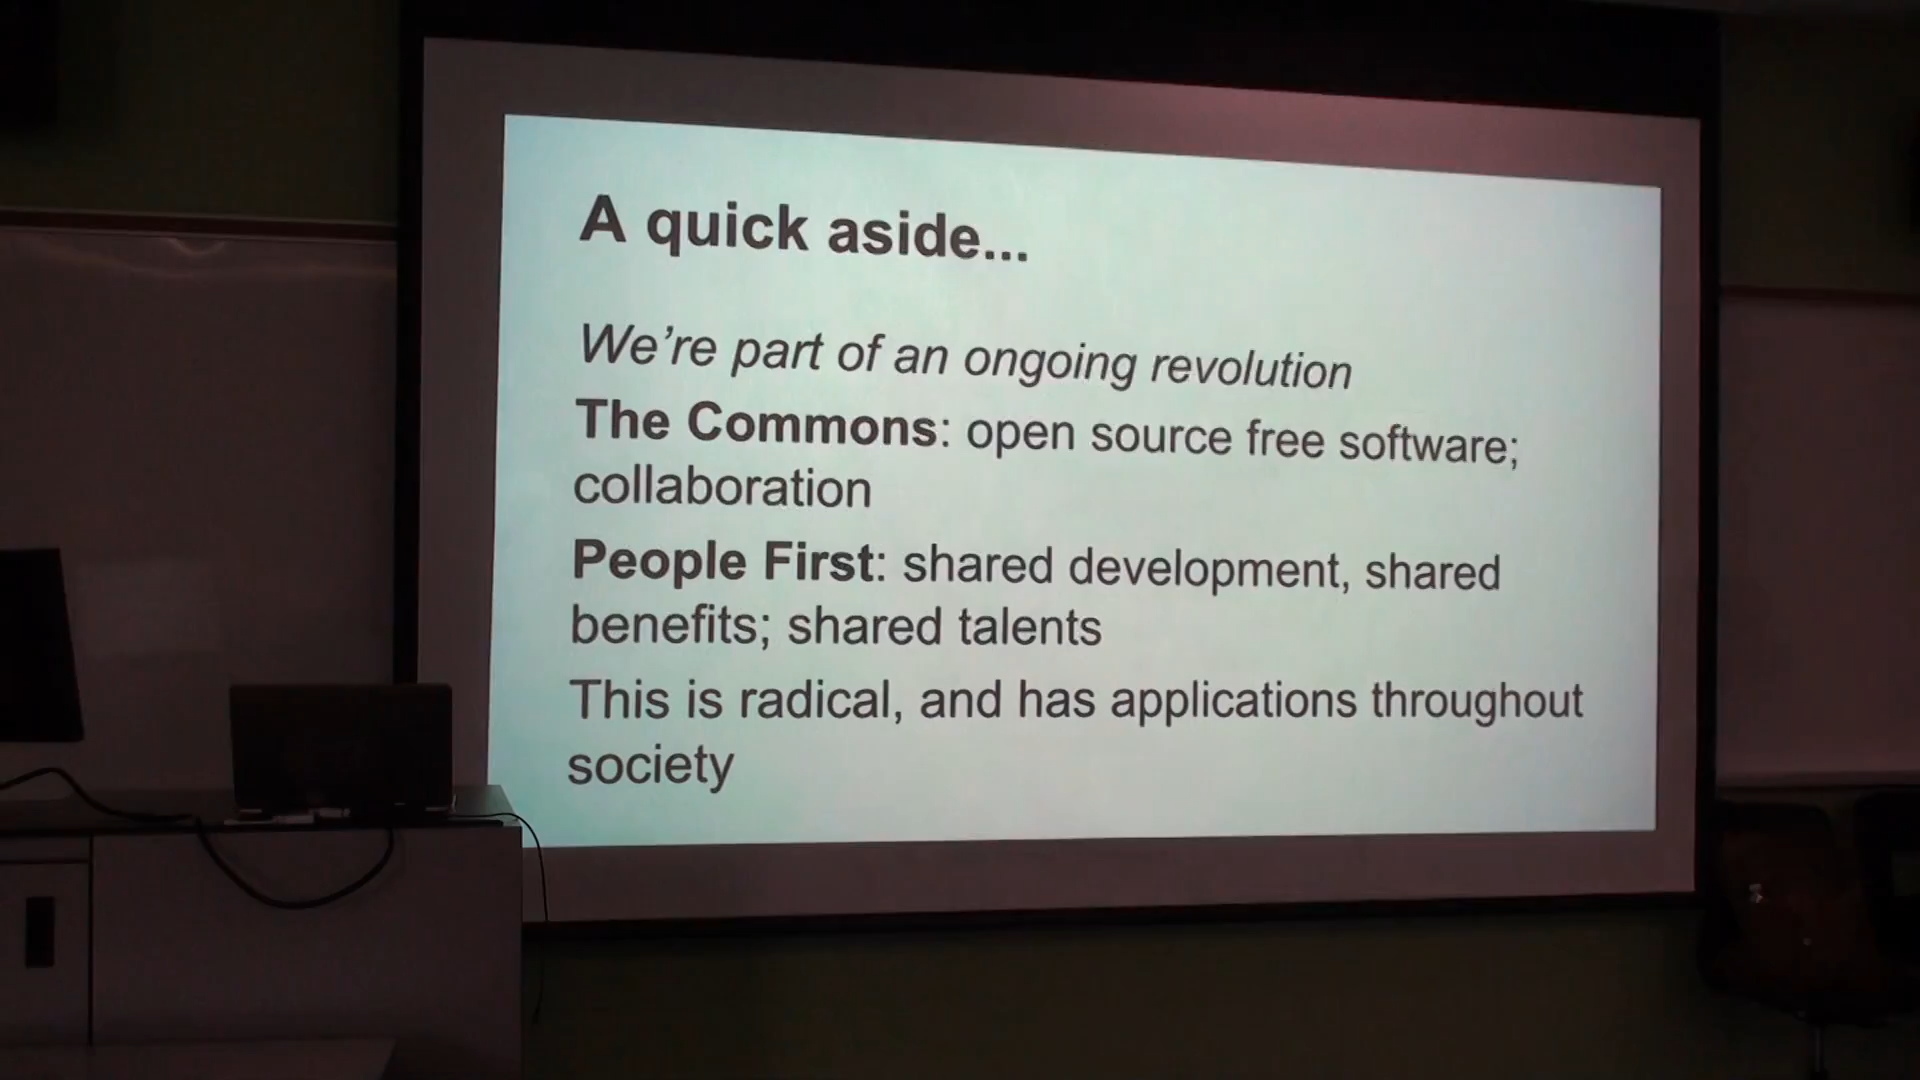 A quick aside...
We're part of an ongoing revolution
The Commons: open source free software;
collaboration
People First: shared development, shared
benefits; shared talents
This is radical, and has applications throughout
society